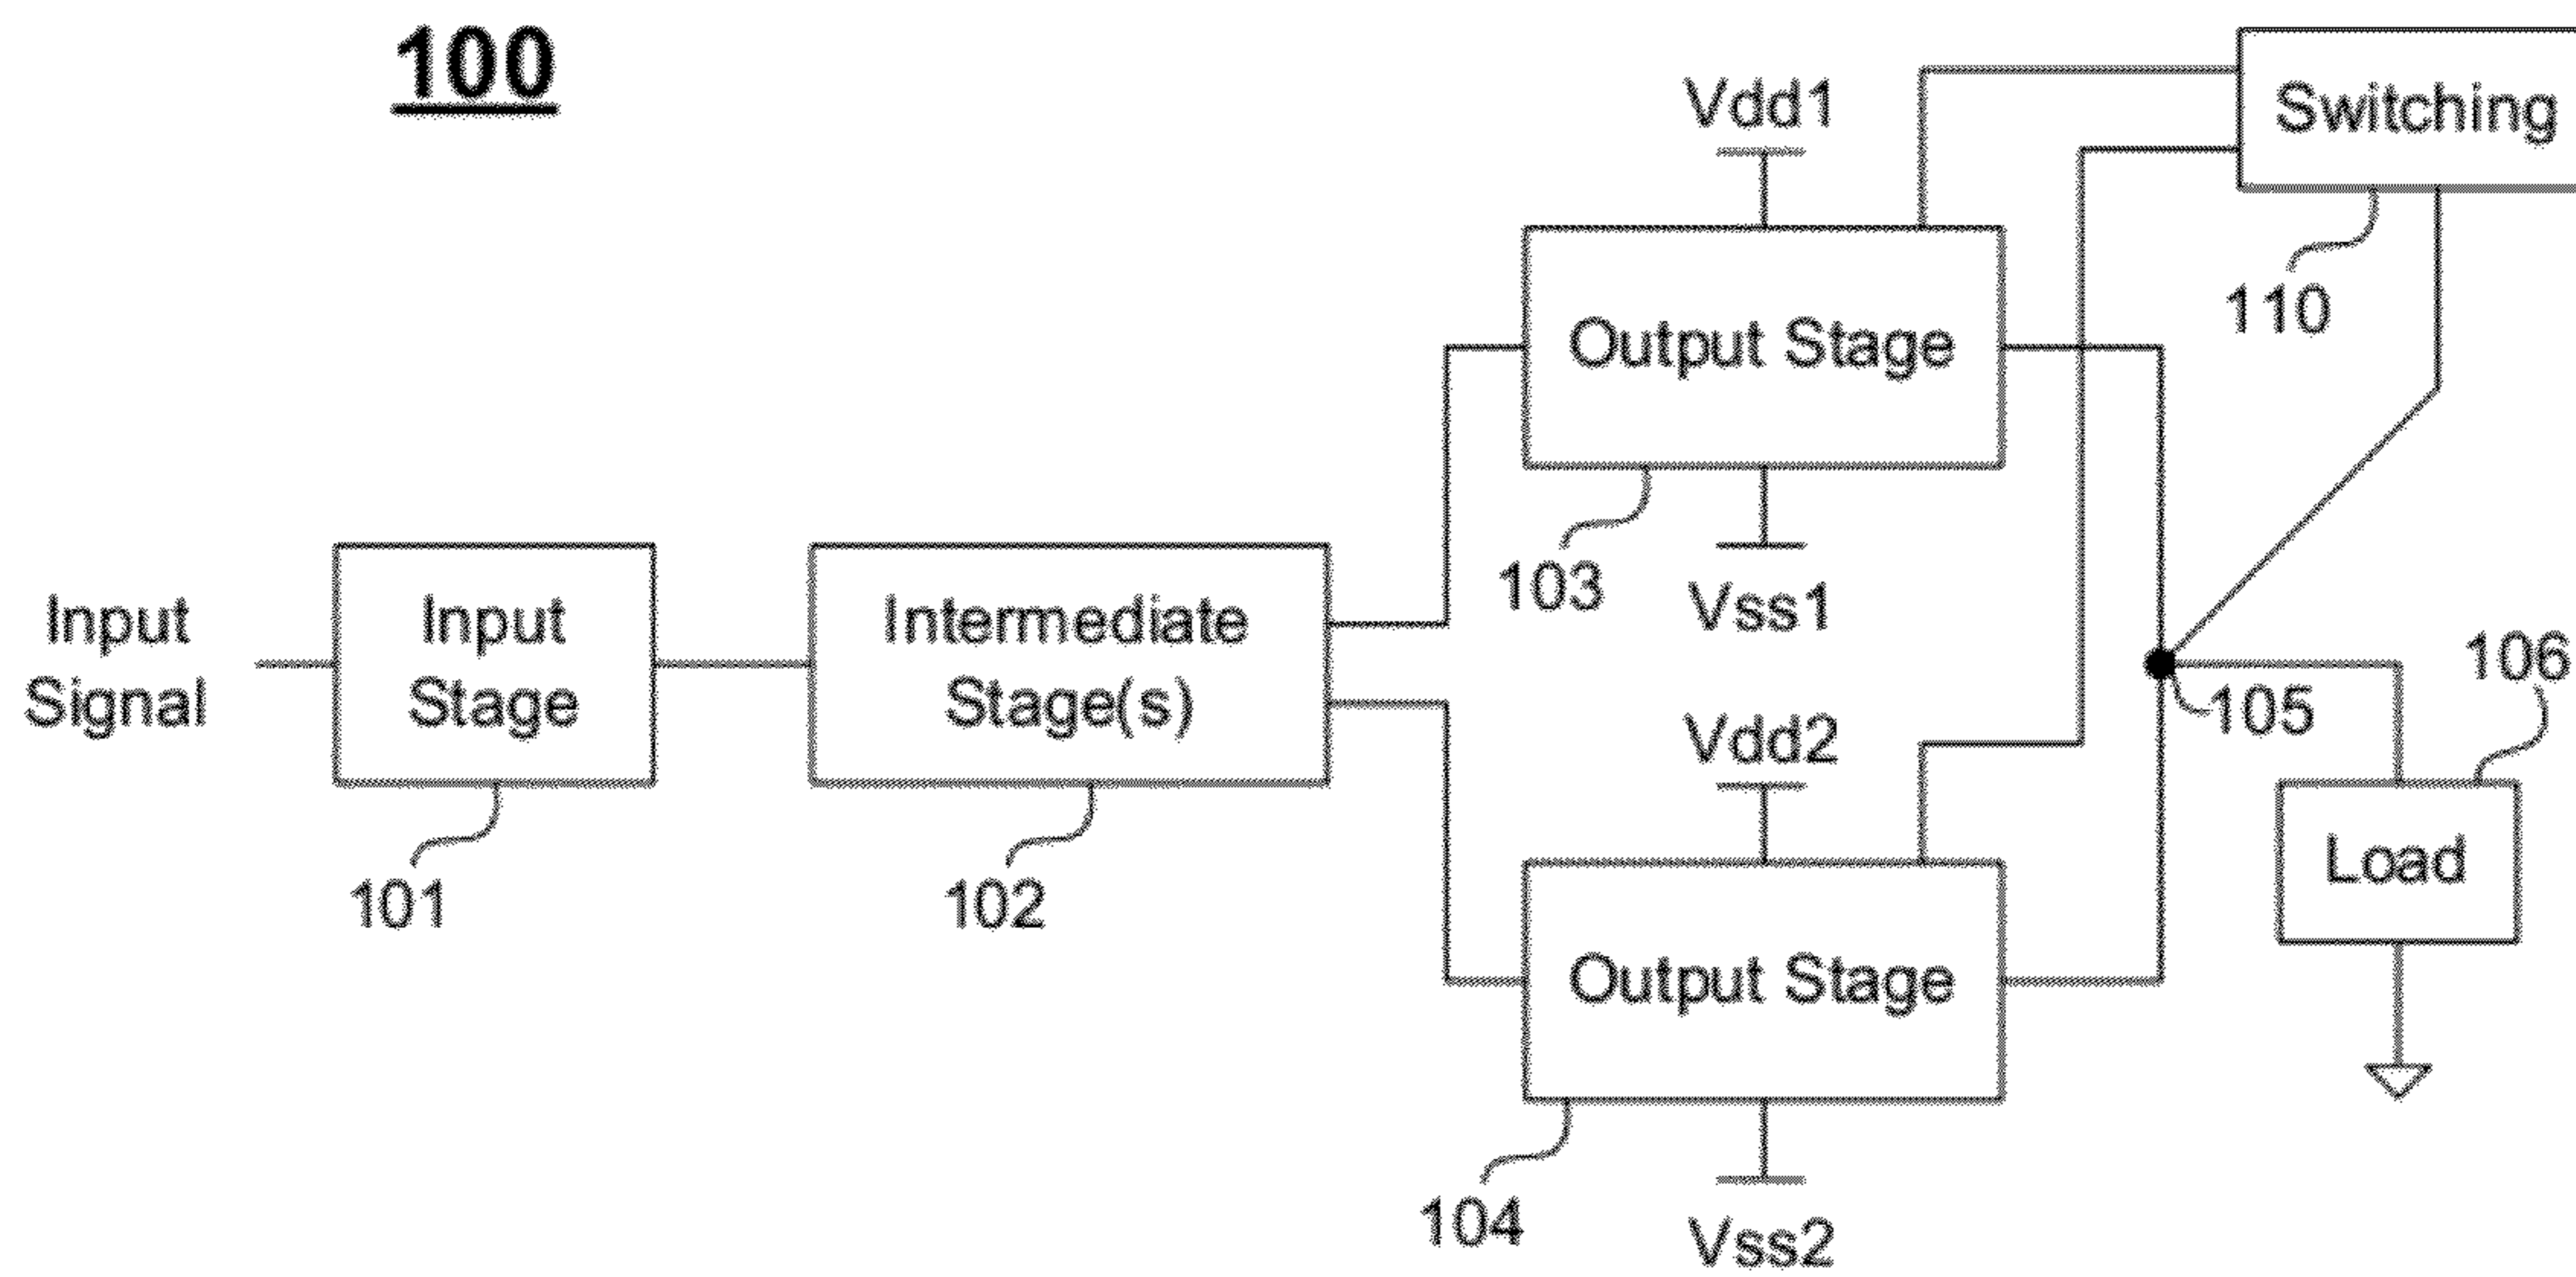 100
Switching
110
Vdd1
Output Stage
103
Vss1
Input
Signal
Input
Stage
101
Intermediate
Stage(s)
102
105
106
Load
Vdd2
Output Stage
104
Vss2